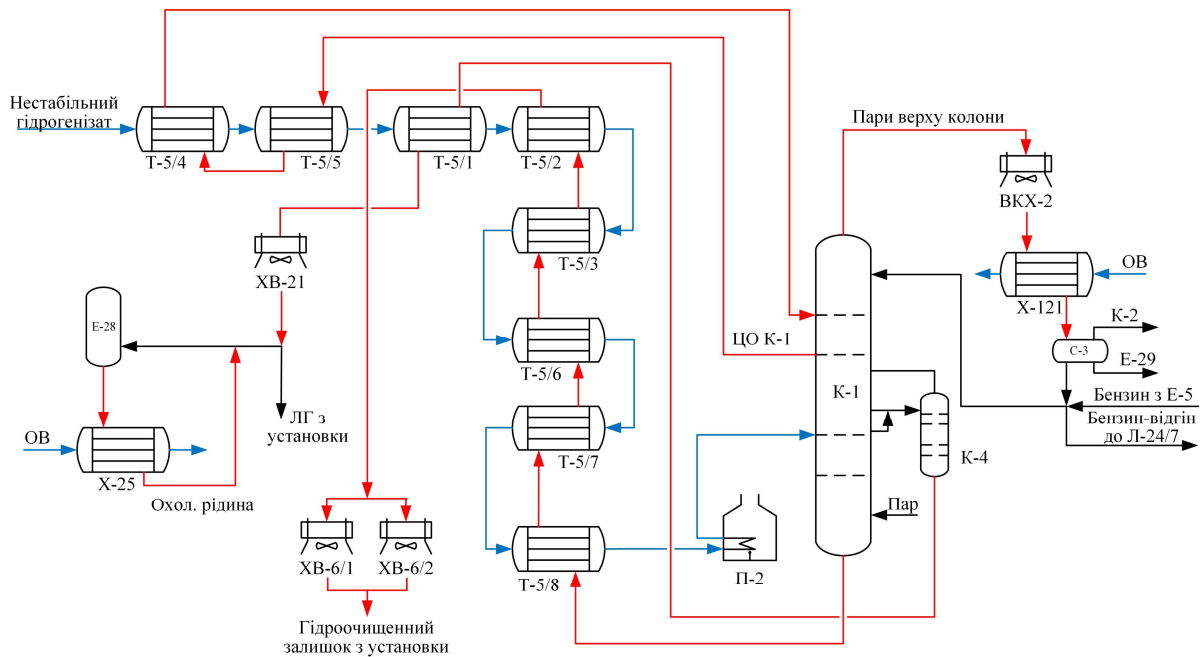 Нестабільний
гідрогенізат
Т-5/4
Т-5/5
Т-5/1
Т-5/2
Пари верху колони
ВКХ-2
Т-5/3
ХВ-21
ОВ
Х-121
К-2
С-3
Е-29
Е-28
ЦО К-1
Т-5/6
К-1
Бензин з Е-5
Бензин-відгін
до Л-24/7
ЛГ з
установки
ОВ
Х-25
Охол. рідина
Т-5/7
К-4
Пар
ХВ-6/1
ХВ-6/2
Т-5/8
П-2
Гідроочищенний
залишок з установки